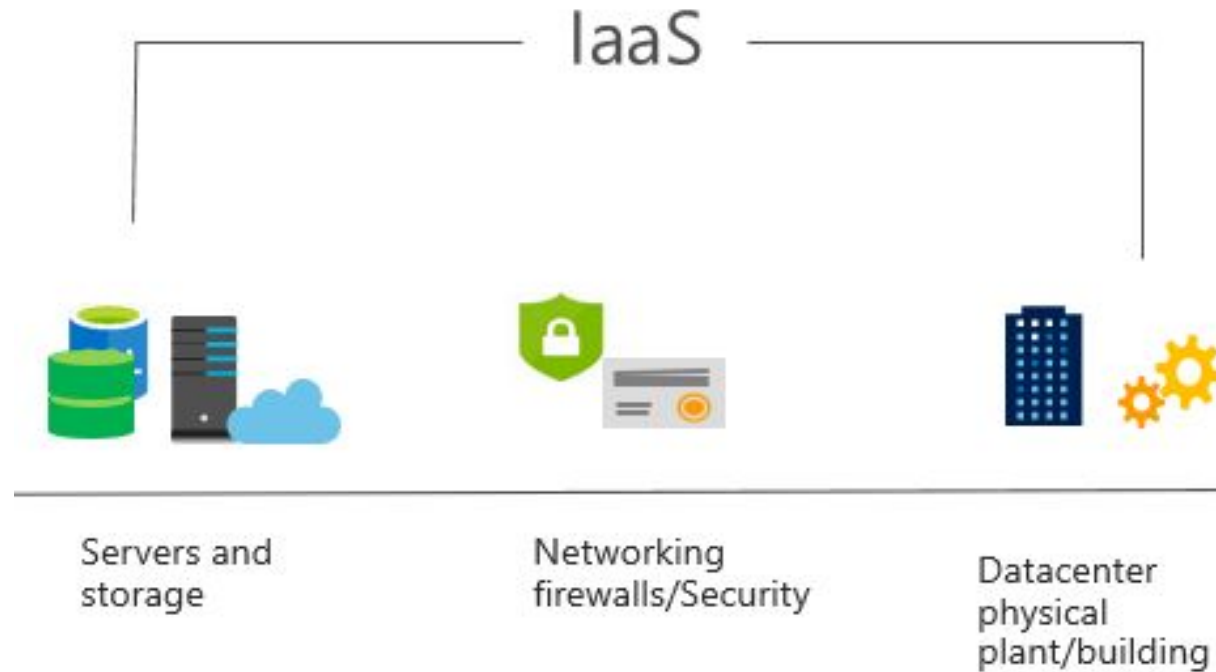 IaaS
Servers and
storage
Networking
firewalls/Security
Datacenter
physical
plant/building